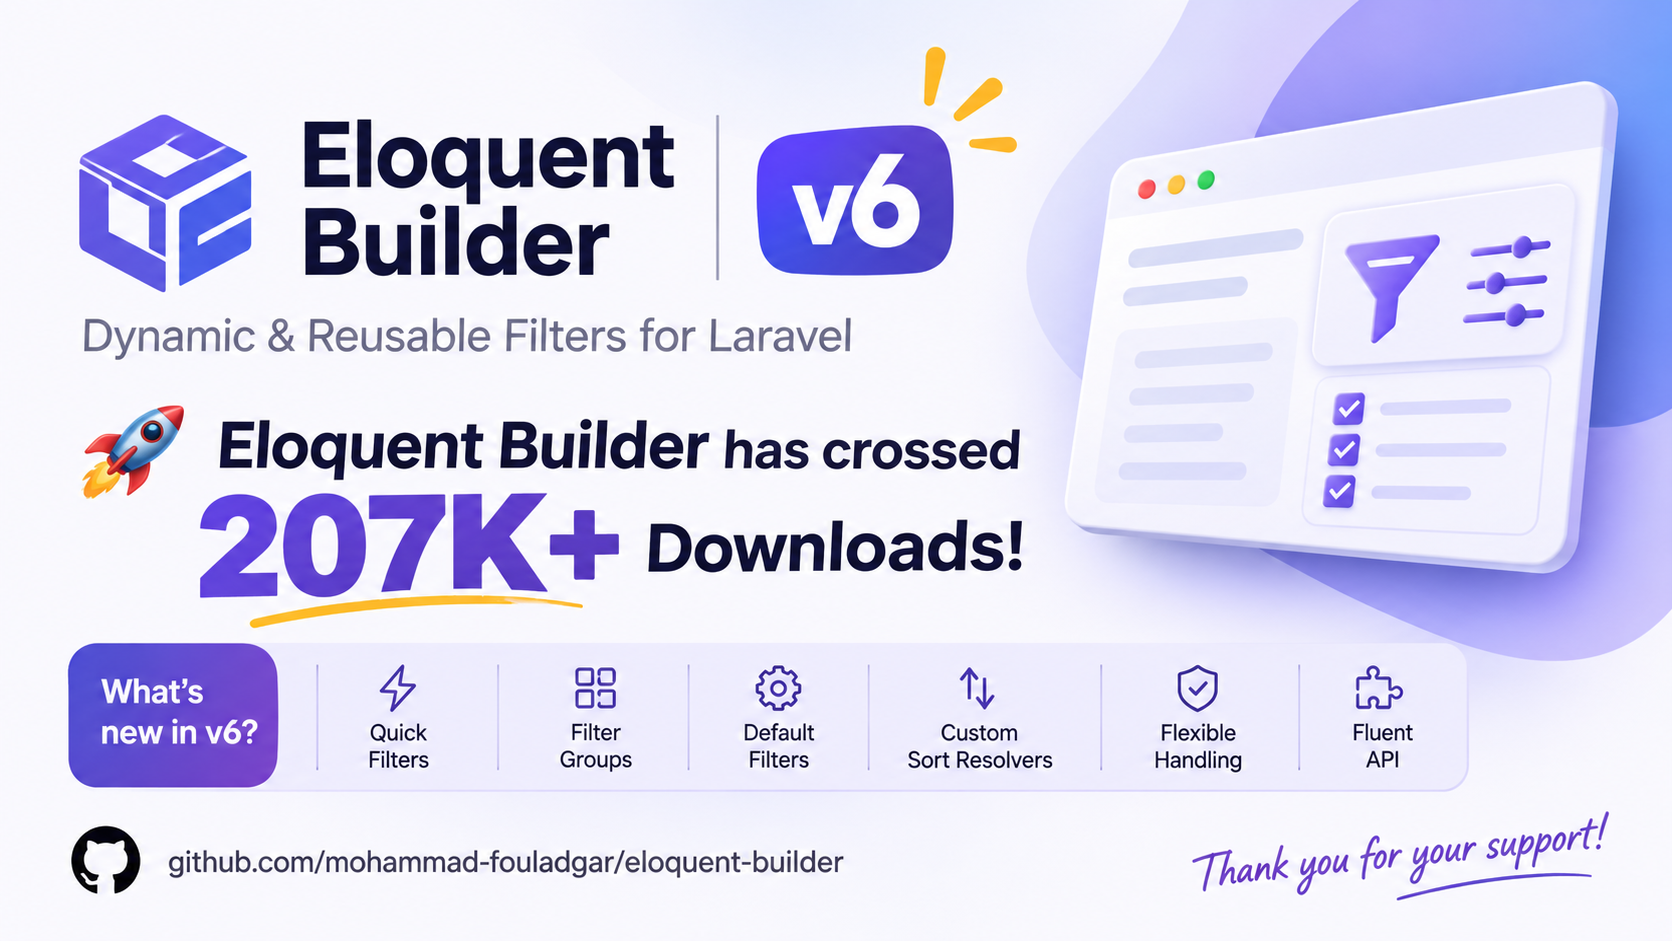 Eloquent
Builder
v6
Dynamic & Reusable Filters for Laravel
Eloquent Builder has crossed
207K+ Downloads!
What's
new in v6?
Quick
Filters
Filter
Groups
Default
Filters
Custom
Sort Resolvers
Flexible
Handling
Fluent
API
github.com/mohammad-fouladgar/eloquent-builder
Thank you for your support!